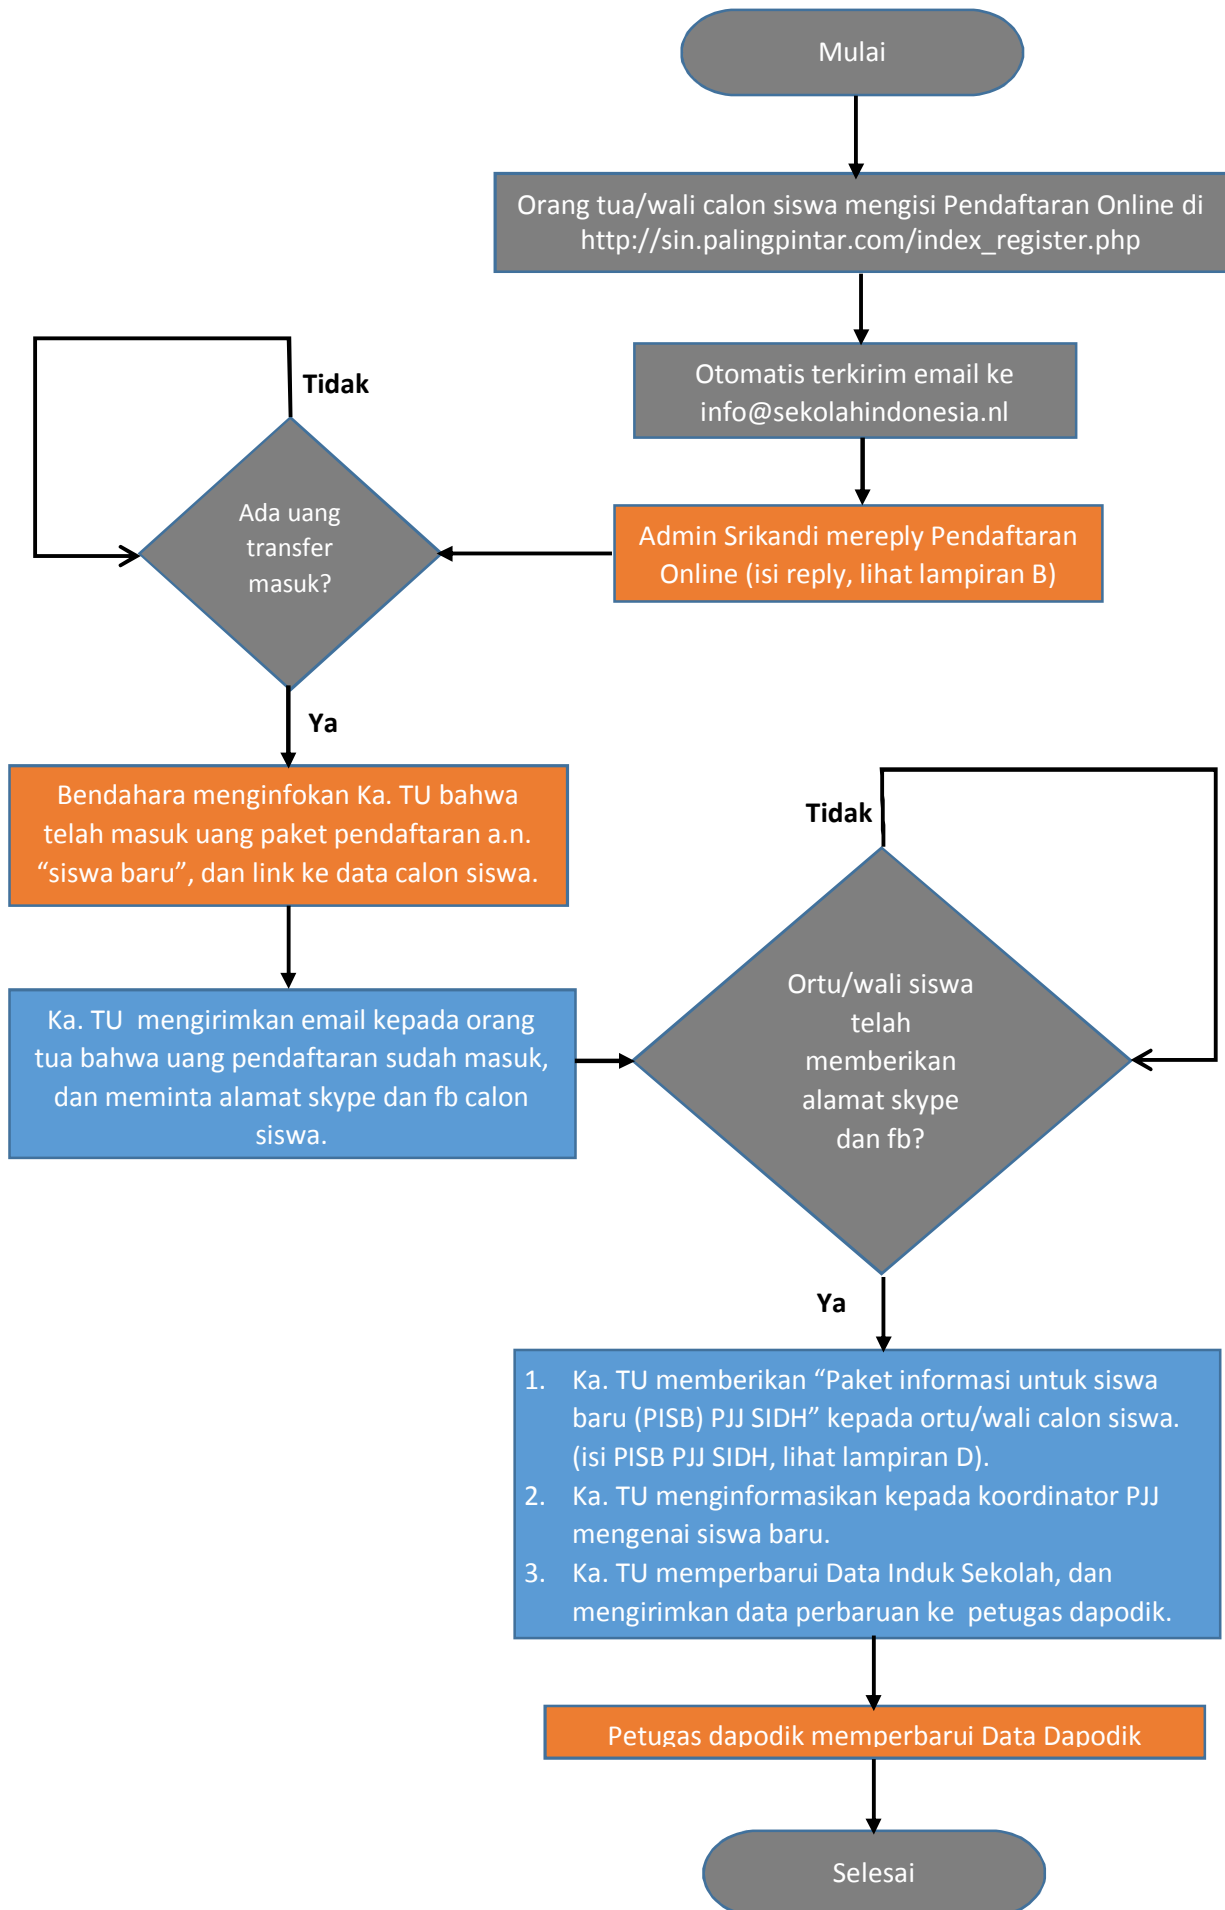 Mulai
Orang tua/wali calon siswa mengisi Pendaftaran Online di
http://sin.palingpintar.com/index_register.php
Otomatis terkirim email ke
info@sekolahindonesia.nl
Admin Srikandi mereply Pendaftaran
Online (isi reply, lihat lampiran B)
Tidak
Ada uang
transfer
masuk?
Ya
Bendahara menginfokan Ka. TU bahwa
telah masuk uang paket pendaftaran a.n.
“siswa baru”, dan link ke data calon siswa.
Ka. TU  mengirimkan email kepada orang
tua bahwa uang pendaftaran sudah masuk,
dan meminta alamat skype dan fb calon
siswa.
Tidak
Ortu/wali siswa
telah
memberikan
alamat skype
dan fb?
Ya
1. Ka. TU memberikan “Paket informasi untuk siswa
baru (PISB) PJJ SIDH” kepada ortu/wali calon siswa.
(isi PISB PJJ SIDH, lihat lampiran D).
2. Ka. TU menginformasikan kepada koordinator PJJ
mengenai siswa baru.
3. Ka. TU memperbarui Data Induk Sekolah, dan
mengirimkan data perbaruan ke  petugas dapodik.
Petugas dapodik memperbarui Data Dapodik
Selesai